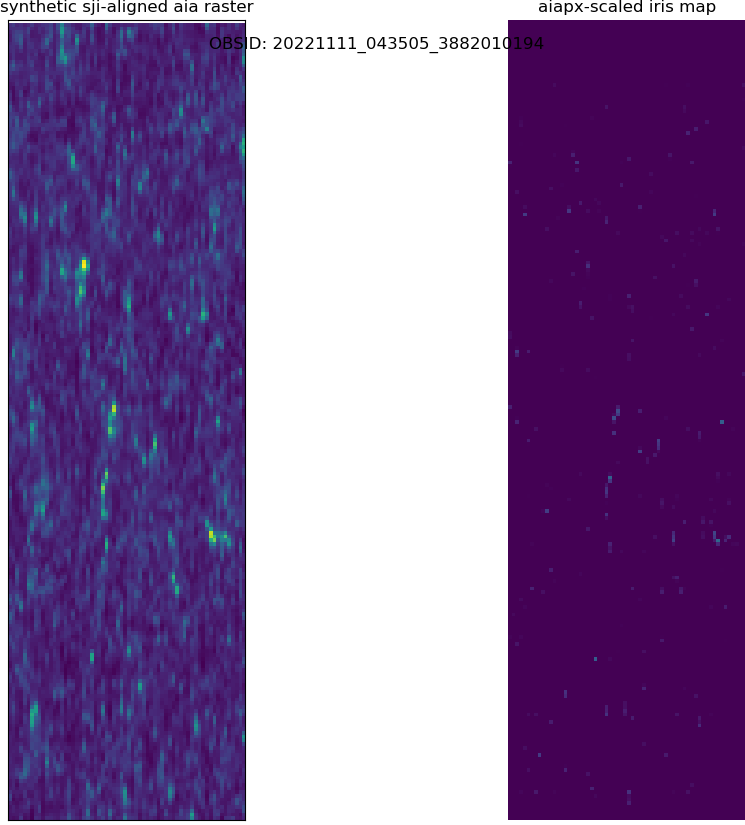 synthetic sji-aligned aia raster
aiapx-scaled iris map
OBSID: 20221111_043505_3882010194